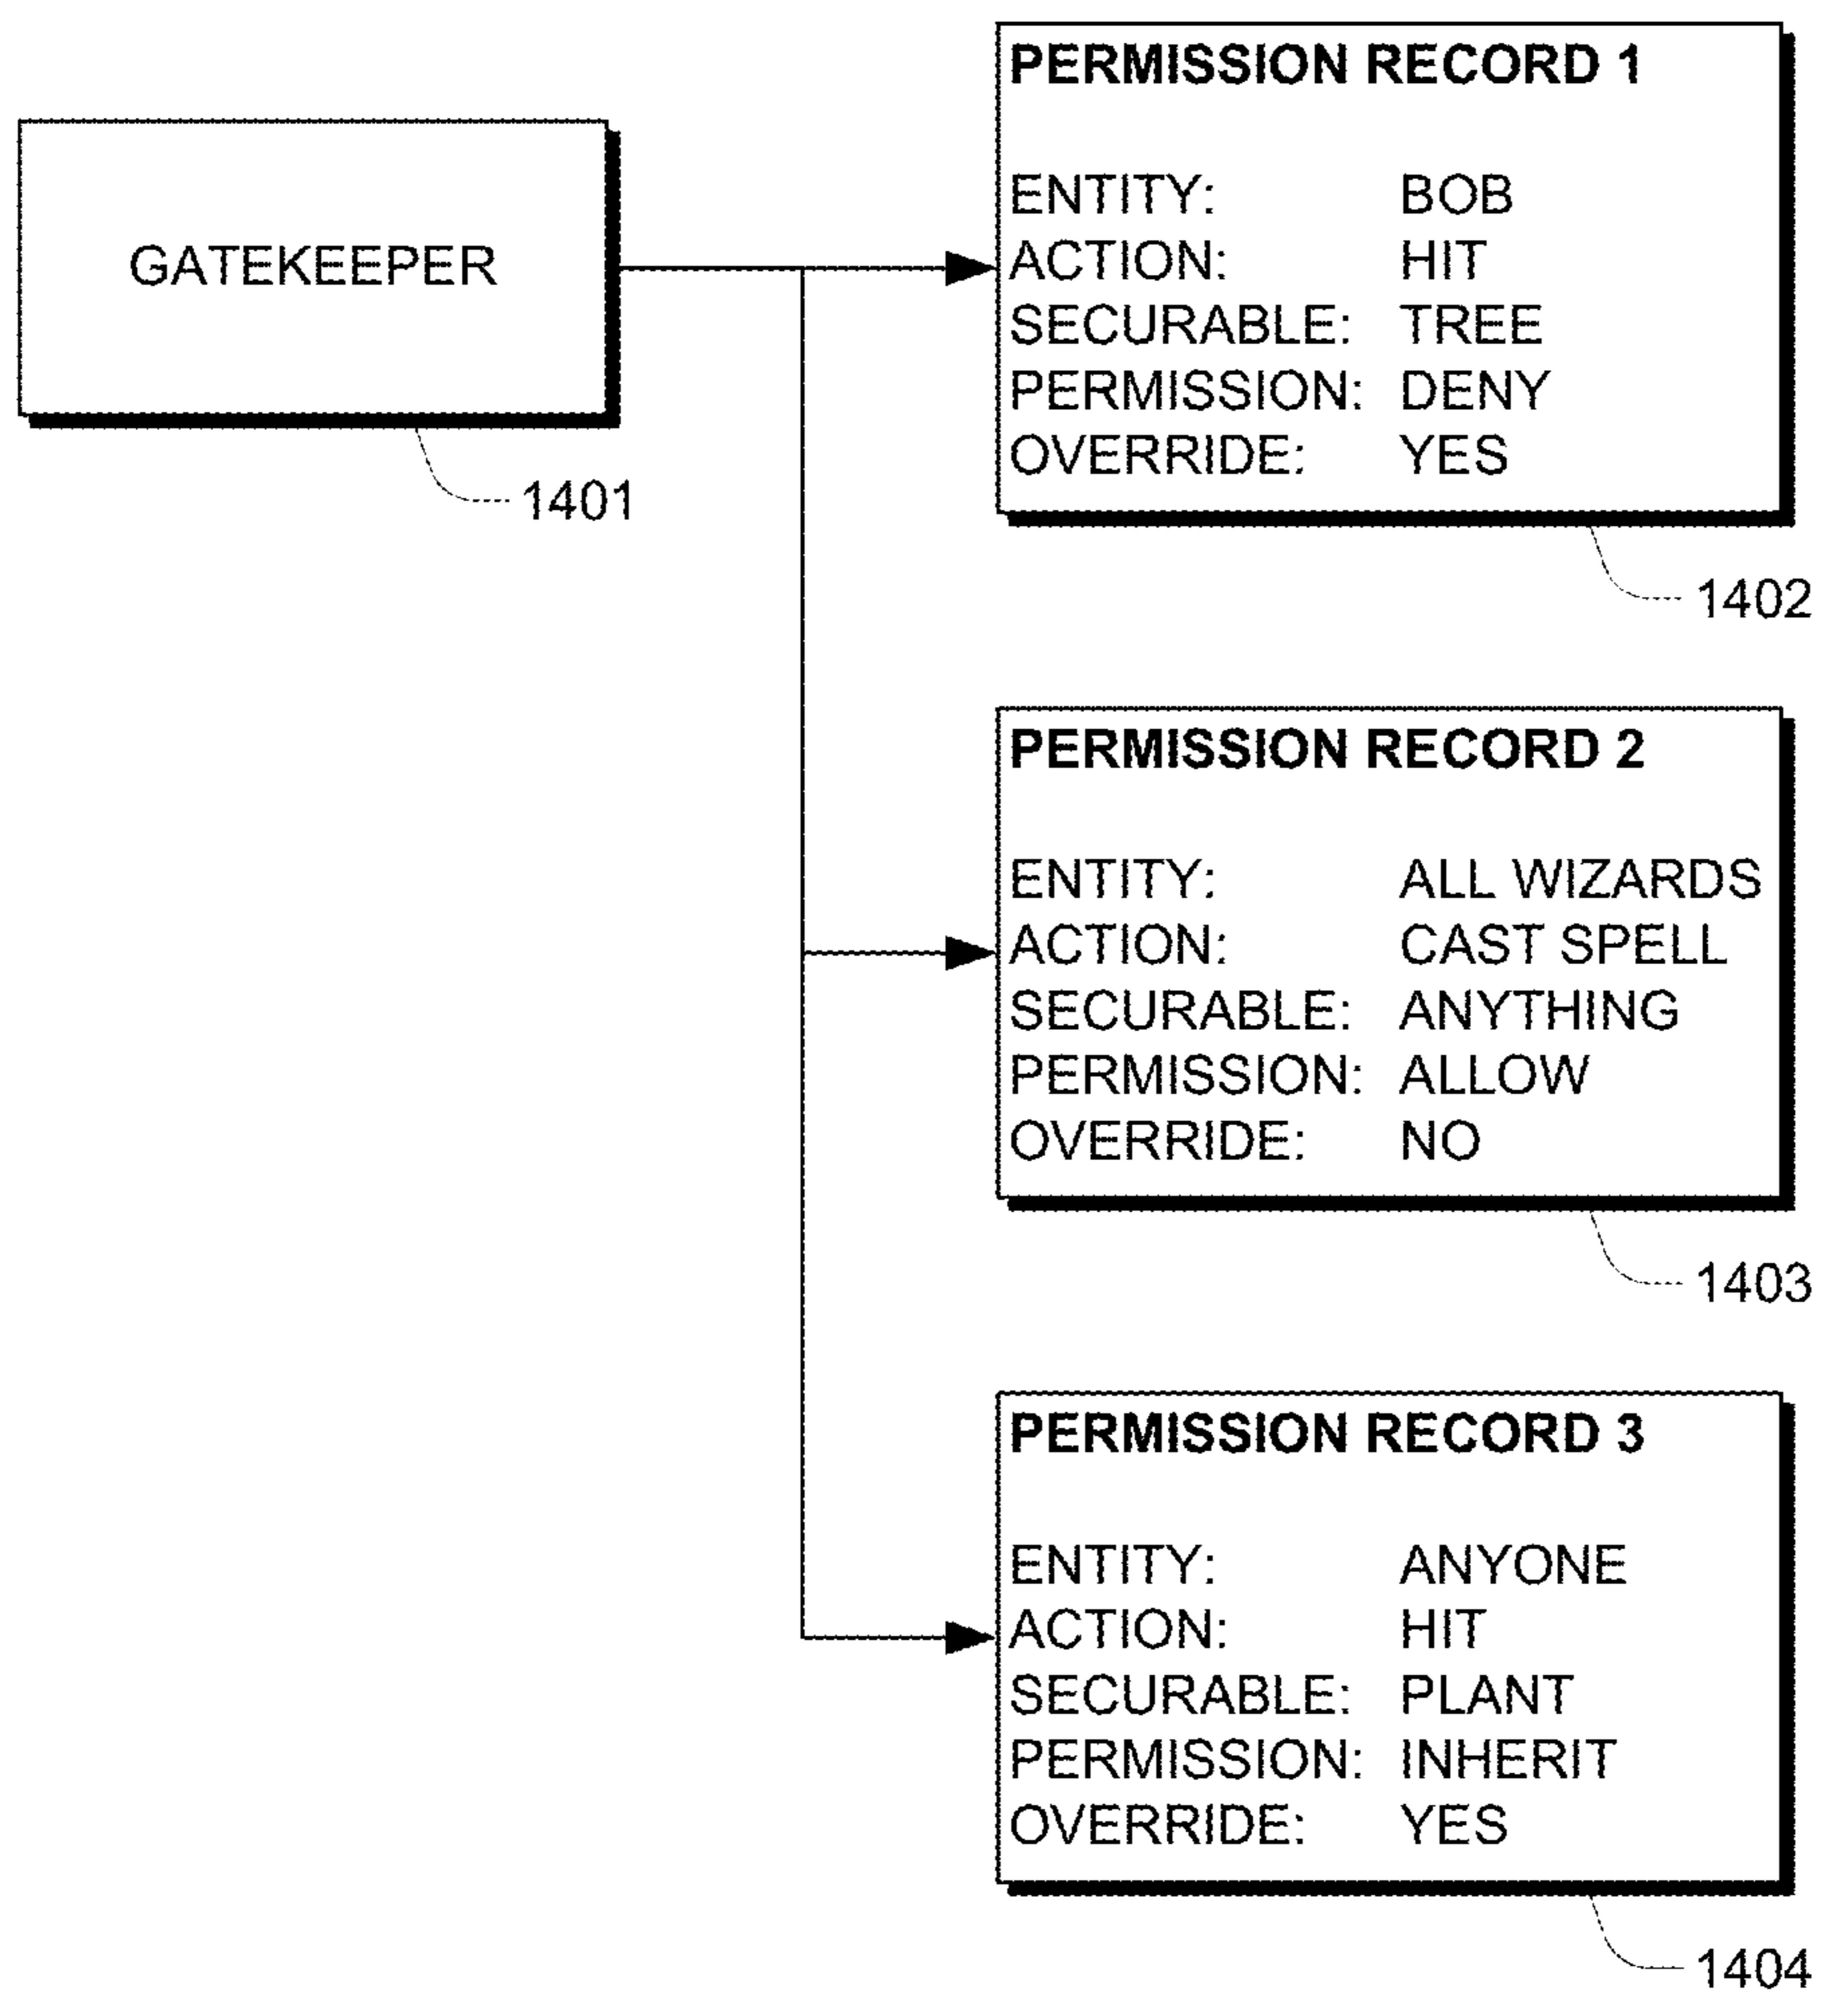 GATEKEEPER
1401
PERMISSION RECORD 1
ENTITY: BOB
ACTION: HIT
SECURABLE: TREE
PERMISSION: DENY
OVERRIDE: YES
1402
PERMISSION RECORD 2
ENTITY: ALL WIZARDS
ACTION: CAST SPELL
SECURABLE: ANYTHING
PERMISSION: ALLOW
OVERRIDE: NO
1403
PERMISSION RECORD 3
ENTITY: ANYONE
ACTION: HIT
SECURABLE: PLANT
PERMISSION: INHERIT
OVERRIDE: YES
1404